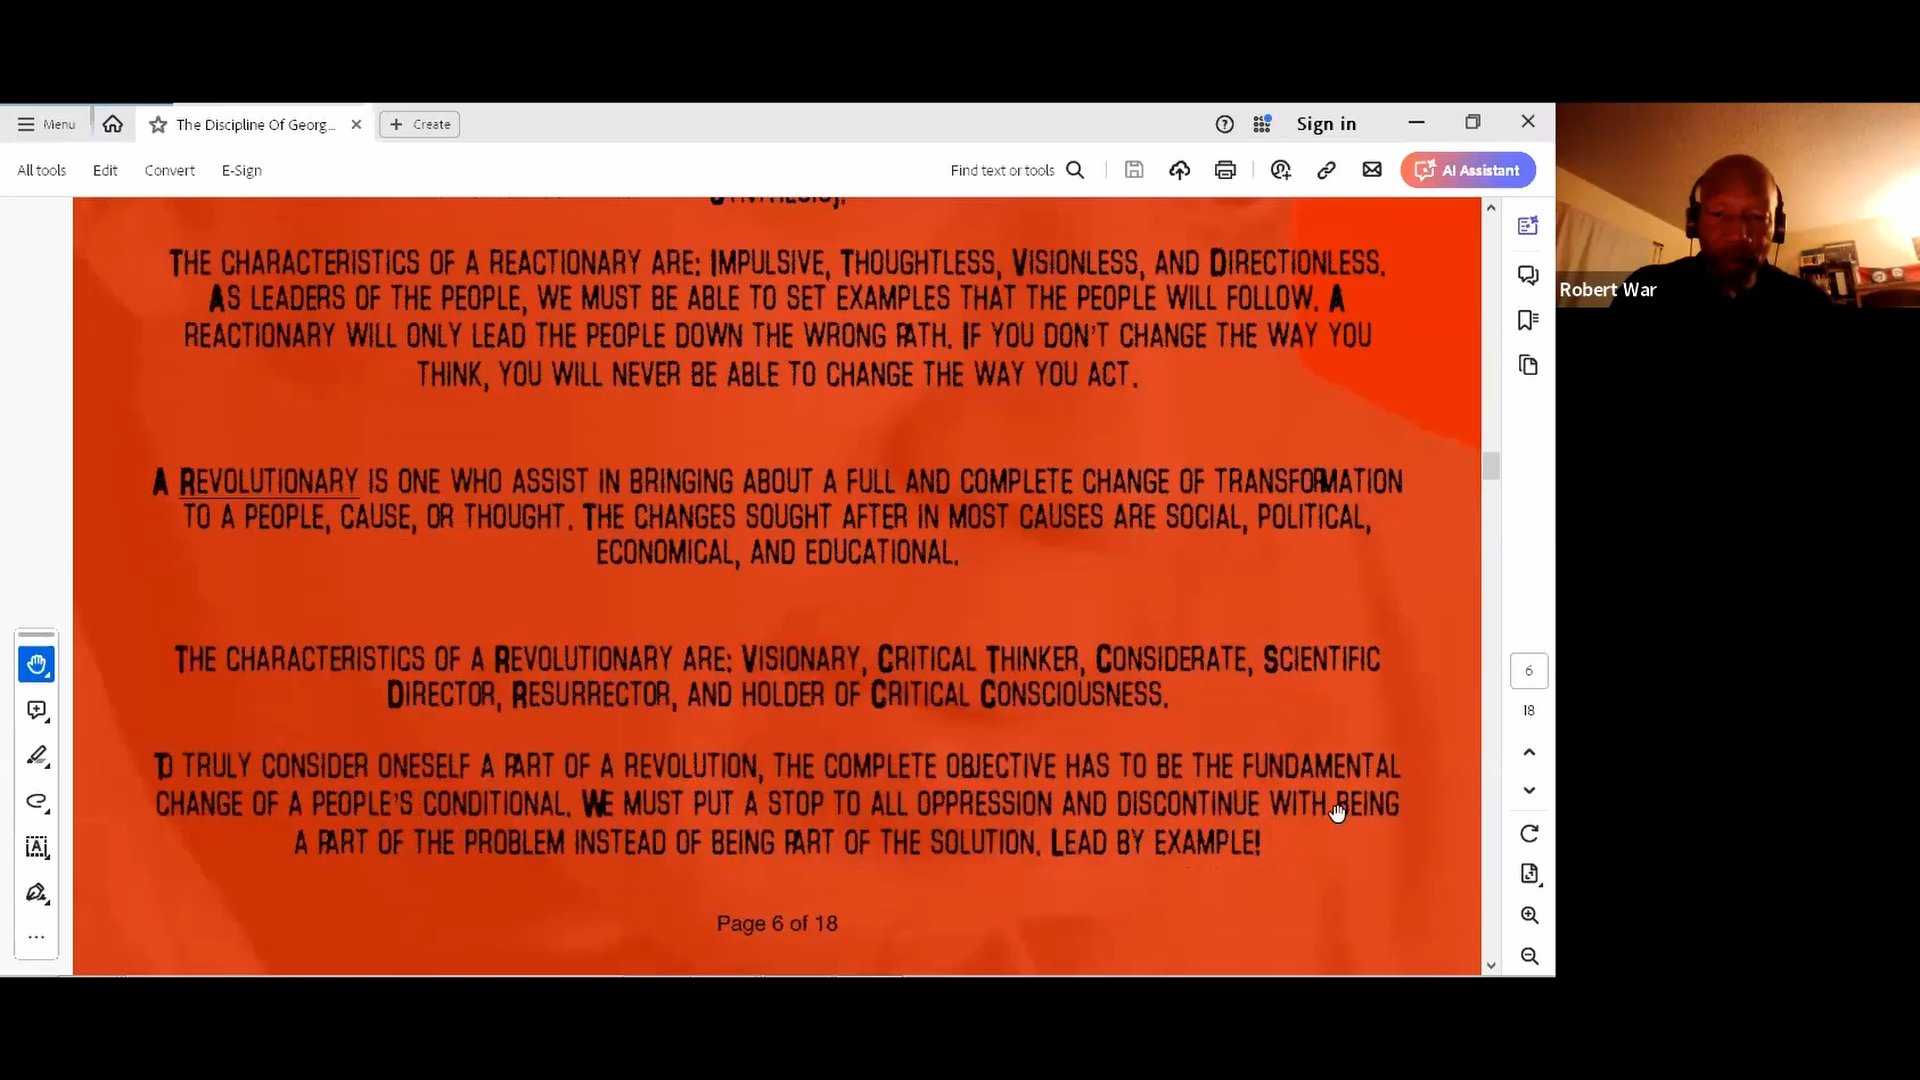 Menu
The Discipline Of Georg...
Create
Sign in
All tools
Edit
Convert
E-Sign
Find text or tools
AI Assistant
THE CHARACTERISTICS OF A REACTIONARY ARE: IMPULSIVE, THOUGHTLESS, VISIONLESS, AND DIRECTIONLESS.
AS LEADERS OF THE PEOPLE, WE MUST BE ABLE TO SET EXAMPLES THAT THE PEOPLE WILL FOLLOW. A
REACTIONARY WILL ONLY LEAD THE PEOPLE DOWN THE WRONG PATH. IF YOU DON'T CHANGE THE WAY YOU
THINK, YOU WILL NEVER BE ABLE TO CHANGE THE WAY YOU ACT.
A REVOLUTIONARY IS ONE WHO ASSIST IN BRINGING ABOUT A FULL AND COMPLETE CHANGE OF TRANSFORMATION
TO A PEOPLE, CAUSE, OR THOUGHT. THE CHANGES SOUGHT AFTER IN MOST CAUSES ARE SOCIAL, POLITICAL,
ECONOMICAL, AND EDUCATIONAL.
THE CHARACTERISTICS OF A REVOLUTIONARY ARE: VISIONARY, CRITICAL THINKER, CONSIDERATE, SCIENTIFIC
DIRECTOR, RESURRECTOR, AND HOLDER OF CRITICAL CONSCIOUSNESS.
TO TRULY CONSIDER ONESELF A PART OF A REVOLUTION, THE COMPLETE OBJECTIVE HAS TO BE THE FUNDAMENTAL
CHANGE OF A PEOPLE'S CONDITIONAL. WE MUST PUT A STOP TO ALL OPPRESSION AND DISCONTINUE WITH BEING
A PART OF THE PROBLEM INSTEAD OF BEING PART OF THE SOLUTION. LEAD BY EXAMPLE!
Page 6 of 18
6
18
Robert War